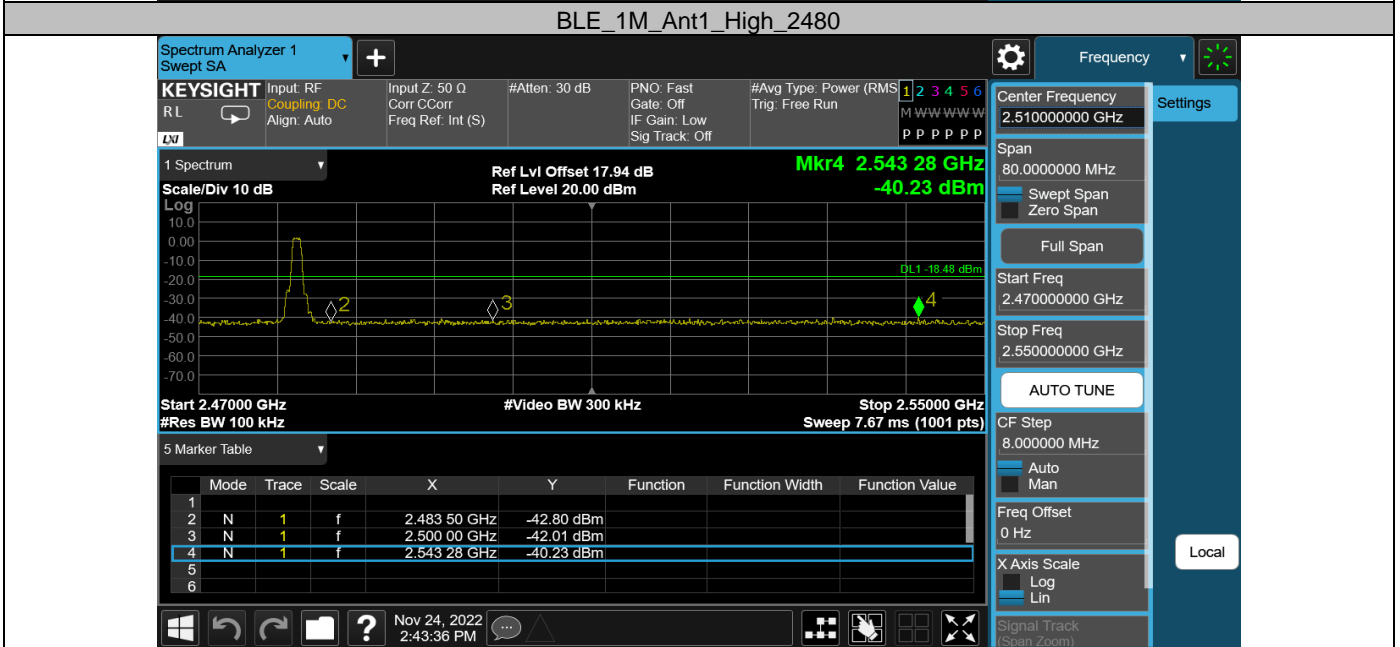 BLE_1M_Ant1_High_2480
Spectrum Analyzer 1
Swept SA
+
Frequency
KEYSIGHT
RL
LXI
Input: RF
Coupling: DC
Align: Auto
Input Z: 50 Ω
Corr CCorr
Freq Ref: Int (S)
#Atten: 30 dB
PNO: Fast
Gate: Off
IF Gain: Low
Sig Track: Off
#Avg Type: Power (RMS
Trig: Free Run
1 2 3 4 5 6
M W W W W W
P P P P P P
1 Spectrum
Scale/Div 10 dB
Ref Lvl Offset 17.94 dB
Ref Level 20.00 dBm
Mkr4 2.543 28 GHz
-40.23 dBm
Log
10.0
0.00
-10.0
-20.0
-30.0
-40.0
-50.0
-60.0
-70.0
DL1 -18.48 dBm
2
3
4
Start 2.47000 GHz
#Res BW 100 kHz
#Video BW 300 kHz
Stop 2.55000 GHz
Sweep 7.67 ms (1001 pts)
5 Marker Table
Mode Trace Scale X Y Function Function Width Function Value
1
2 N 1 f 2.483 50 GHz -42.80 dBm
3 N 1 f 2.500 00 GHz -42.01 dBm
4 N 1 f 2.543 28 GHz -40.23 dBm
5
6
?
Nov 24, 2022
2:43:36 PM
Center Frequency
2.510000000 GHz
Settings
Span
80.0000000 MHz
Swept Span
Zero Span
Full Span
Start Freq
2.470000000 GHz
Stop Freq
2.550000000 GHz
AUTO TUNE
CF Step
8.000000 MHz
Auto
Man
Freq Offset
0 Hz
Local
X Axis Scale
Log
Lin
Signal Track
(Span Zoom)